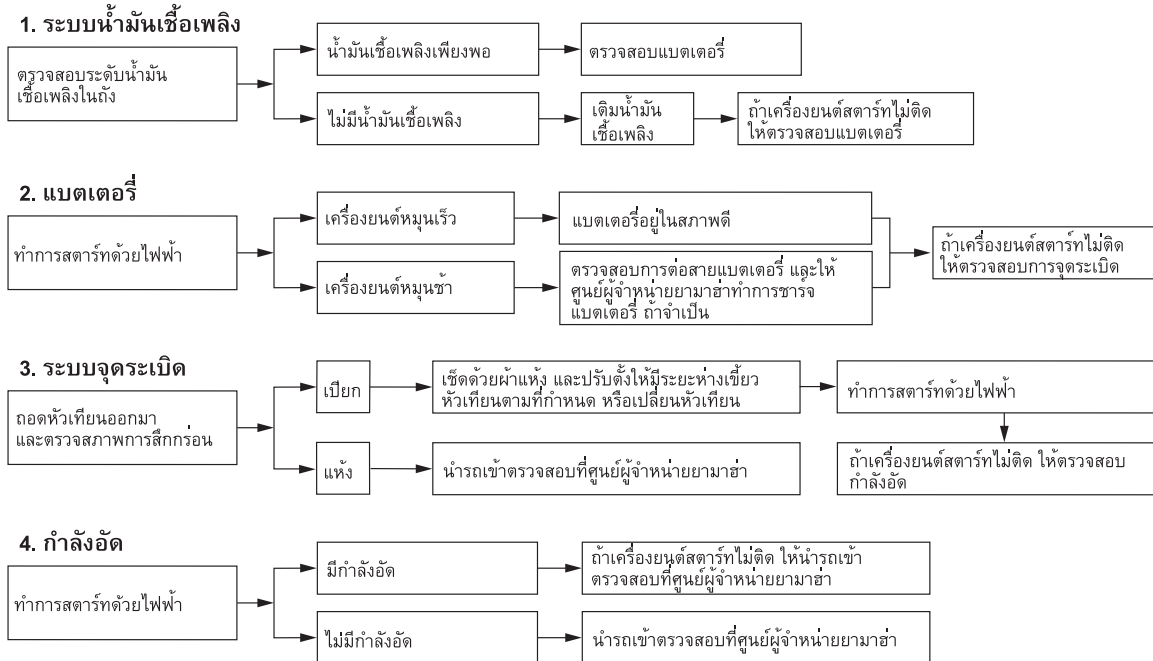 1. ระบบน้ำมันเชื้อเพลิง
ตรวจสอบระดับน้ำมัน
เชื้อเพลิงในถัง
น้ำมันเชื้อเพลิงเพียงพอ
ตรวจสอบแบตเตอรี่
ไม่มีน้ำมันเชื้อเพลิง
เติมน้ำมัน
เชื้อเพลิง
ถ้าเครื่องยนต์สตาร์ทไม่ติด
ให้ตรวจสอบแบตเตอรี่
2. แบตเตอรี่
ทำการสตาร์ทด้วยไฟฟ้า
เครื่องยนต์หมุนเร็ว
แบตเตอรี่อยู่ในสภาพดี
เครื่องยนต์หมุนช้า
ตรวจสอบการต่อสายแบตเตอรี่ และให้
ศูนย์ผู้จำหน่ายยามาฮ่าทำการชาร์จ
แบตเตอรี่ ถ้าจำเป็น
ถ้าเครื่องยนต์สตาร์ทไม่ติด
ให้ตรวจสอบการจุดระเบิด
3. ระบบจุดระเบิด
ถอดหัวเทียนออกมา
และตรวจสภาพการสึกกร่อน
เปียก
เช็ดด้วยผ้าแห้ง และปรับตั้งให้มีระยะห่างเขี้ยว
หัวเทียนตามที่กำหนด หรือเปลี่ยนหัวเทียน
ทำการสตาร์ทด้วยไฟฟ้า
แห้ง
นำรถเข้าตรวจสอบที่ศูนย์ผู้จำหน่ายยามาฮ่า
ถ้าเครื่องยนต์สตาร์ทไม่ติด ให้ตรวจสอบ
กำลังอัด
4. กำลังอัด
ทำการสตาร์ทด้วยไฟฟ้า
มีกำลังอัด
ถ้าเครื่องยนต์สตาร์ทไม่ติด ให้นำรถเข้า
ตรวจสอบที่ศูนย์ผู้จำหน่ายยามาฮ่า
ไม่มีกำลังอัด
นำรถเข้าตรวจสอบที่ศูนย์ผู้จำหน่ายยามาฮ่า